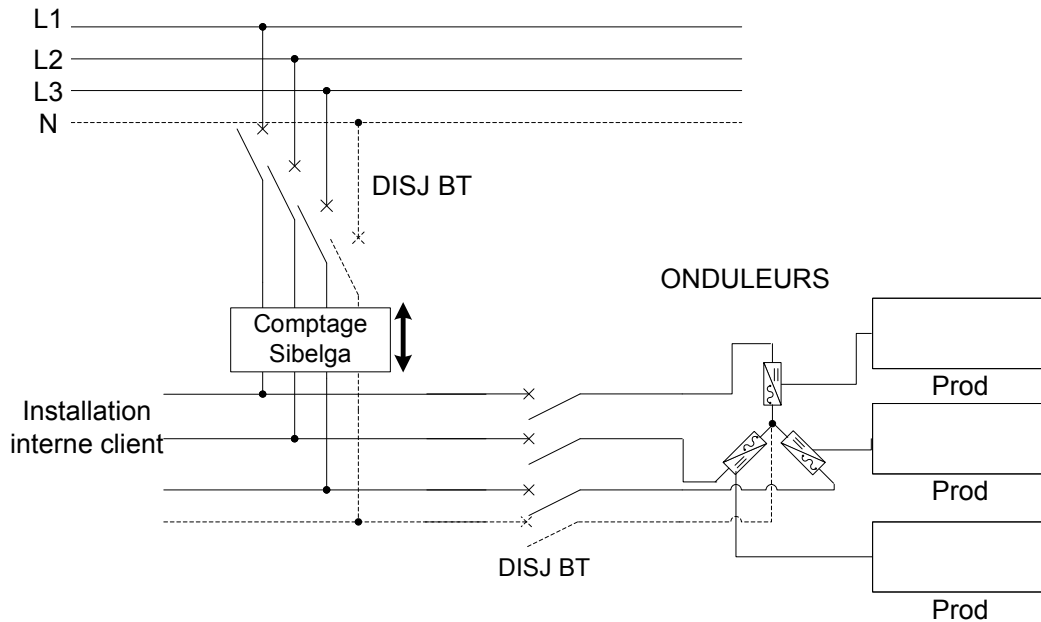 L1
L2
L3
N
DISJ BT
ONDULEURS
Comptage
Sibelga
Prod
Installation
interne client
Prod
DISJ BT
Prod